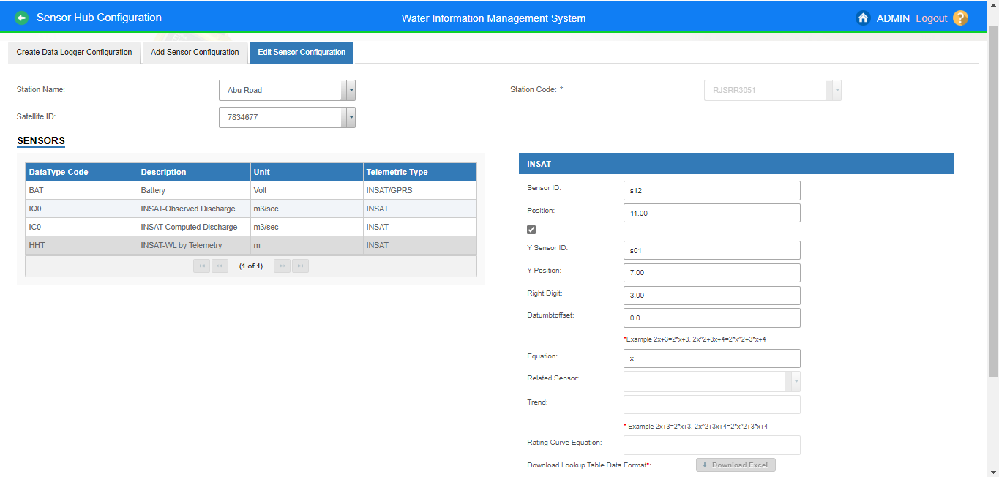 Sensor Hub Configuration
Water Information Management System
ADMIN Logout ?
Create Data Logger Configuration
Add Sensor Configuration
Edit Sensor Configuration
Station Name:
Abu Road
Station Code: *
RJSRR3051
Satellite ID:
7834677
SENSORS
DataType Code Description Unit Telemetric Type
BAT Battery Volt INSAT/GPRS
IQ0 INSAT-Observed Discharge m3/sec INSAT
IC0 INSAT-Computed Discharge m3/sec INSAT
HHT INSAT-WL by Telemetry m INSAT
(1 of 1)
INSAT
Sensor ID: s12
Position: 11.00
Y Sensor ID: s01
Y Position: 7.00
Right Digit: 3.00
Datumbtoffset: 0.0
*Example 2x+3=2*x+3, 2x^2+3x+4=2*x^2+3*x+4
Equation: x
Related Sensor:
Trend:
* Example 2x+3=2*x+3, 2x^2+3x+4=2*x^2+3*x+4
Rating Curve Equation:
Download Lookup Table Data Format*: Download Excel